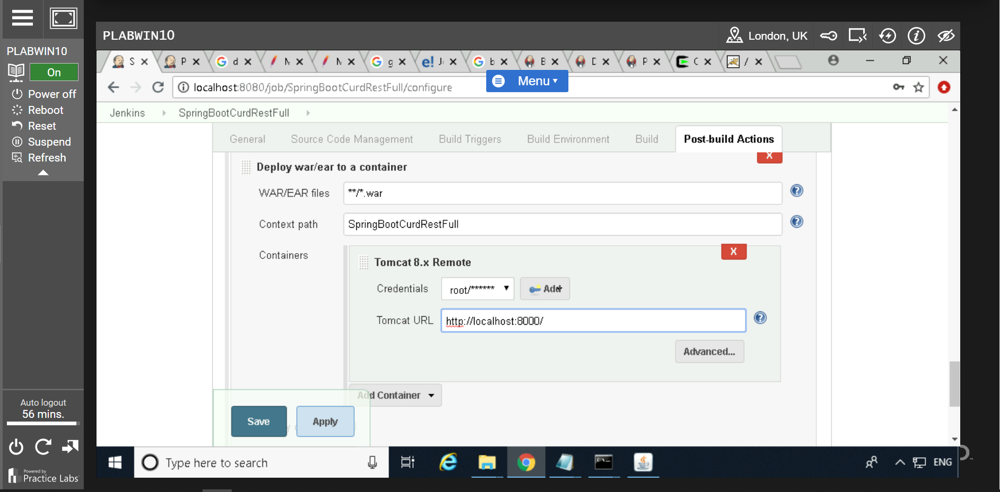 PLABWIN10
On
Power off
Reboot
Reset
Suspend
Refresh
Auto logout
56 mins.
Powered by
Practice Labs
PLABWIN10
London, UK
S
P
G d
G g
e! J
G b
B
P
C
/
Menu
localhost:8080/job/SpringBootCurdRestFull/configure
Jenkins
SpringBootCurdRestFull
General
Source Code Management
Build Triggers
Build Environment
Build
Post-build Actions
X
Deploy war/ear to a container
WAR/EAR files
**/*.war
Context path
SpringBootCurdRestFull
Containers
X
Tomcat 8.x Remote
Credentials
root/******
Add
Tomcat URL
http://localhost:8000/
Advanced...
Add Container
Save
Apply
Type here to search
ENG